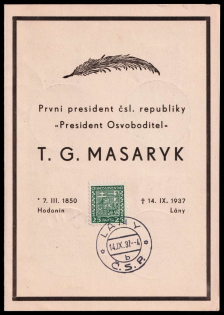 První president čsl. republiky
„President Osvoboditel“
T. G. MASARYK
* 7. III. 1850
Hodonín
† 14. IX. 1937
Lány
LÁNY
14.IX.37.-4
b
Č.S.R.